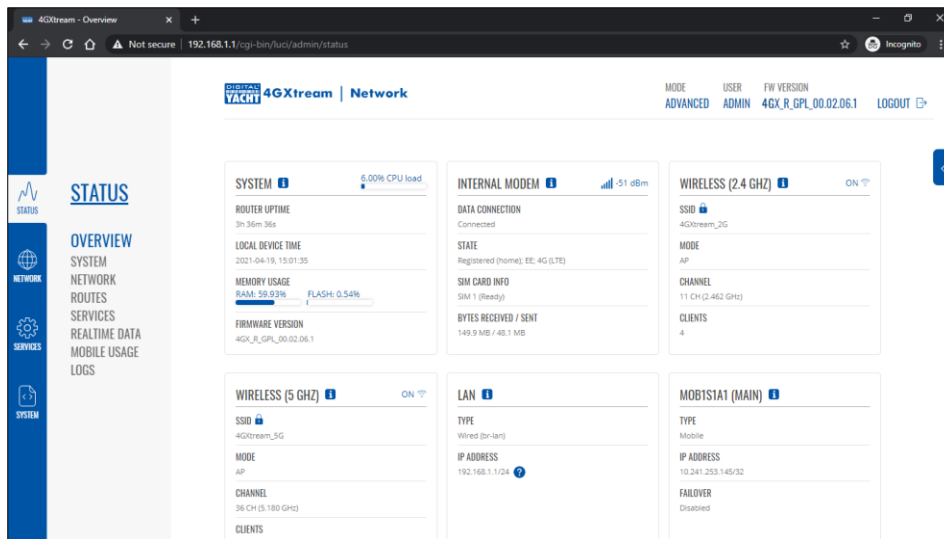 4GXtream - Overview
Not secure | 192.168.1.1/cgi-bin/luci/admin/status
Incognito
DIGITAL YACHT 4GXtream | Network
MODE USER FW VERSION
ADVANCED ADMIN 4GX_R_GPL_00.02.06.1 LOGOUT
STATUS
NETWORK
SERVICES
SYSTEM
STATUS
OVERVIEW
SYSTEM
NETWORK
ROUTES
SERVICES
REALTIME DATA
MOBILE USAGE
LOGS
SYSTEM 6.00% CPU load
ROUTER UPTIME
3h 36m 36s
LOCAL DEVICE TIME
2021-04-19, 15:01:35
MEMORY USAGE
RAM: 59.93% FLASH: 0.54%
FIRMWARE VERSION
4GX_R_GPL_00.02.06.1
INTERNAL MODEM -51 dBm
DATA CONNECTION
Connected
STATE
Registered (home); EE; 4G (LTE)
SIM CARD INFO
SIM 1 (Ready)
BYTES RECEIVED / SENT
149.9 MB / 48.1 MB
WIRELESS (2.4 GHZ) ON
SSID
4GXtream_2G
MODE
AP
CHANNEL
11 CH (2.462 GHz)
CLIENTS
4
WIRELESS (5 GHZ) ON
SSID
4GXtream_5G
MODE
AP
CHANNEL
36 CH (5.180 GHz)
CLIENTS
LAN
TYPE
Wired (br-lan)
IP ADDRESS
192.168.1.1/24
MOB1S1A1 (MAIN)
TYPE
Mobile
IP ADDRESS
10.241.253.145/32
FAILOVER
Disabled